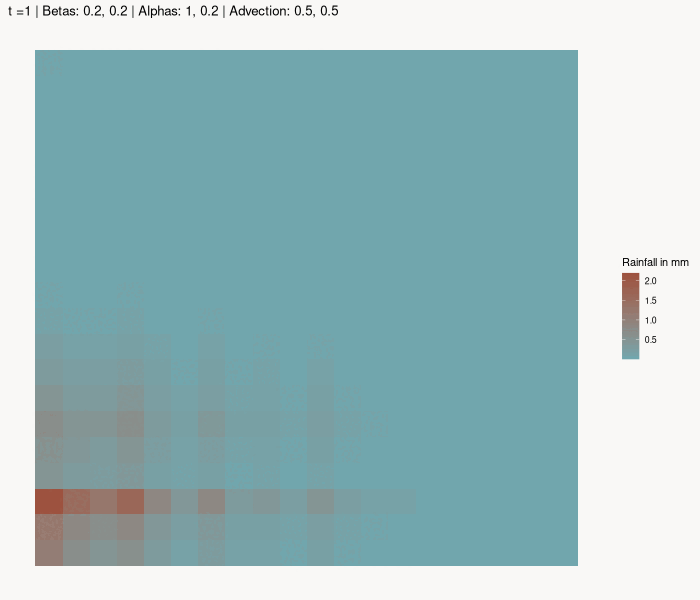 t =1 | Betas: 0.2, 0.2 | Alphas: 1, 0.2 | Advection: 0.5, 0.5
Rainfall in mm
2.0
1.5
1.0
0.5